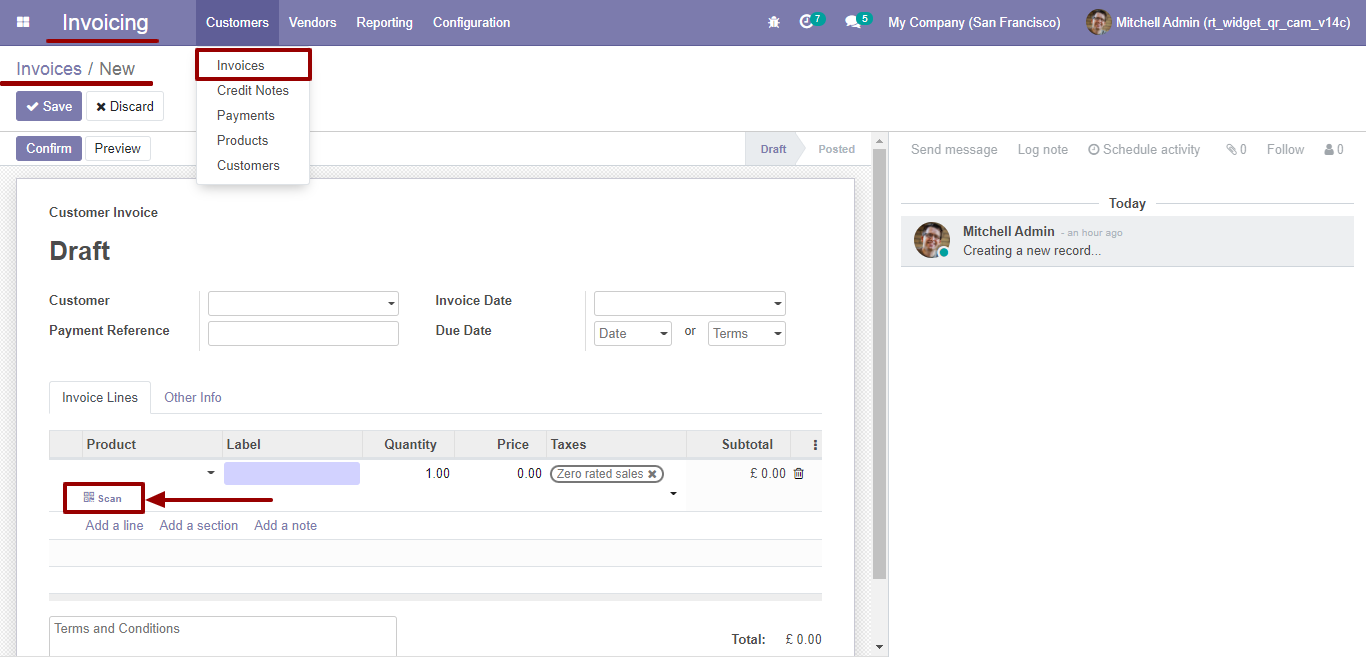 Invoicing Customers Vendors Reporting Configuration 7 5 My Company (San Francisco) Mitchell Admin (rt_widget_qr_cam_v14c)
Invoices / New
Save Discard
Invoices
Credit Notes
Payments
Products
Customers
Confirm Preview
Draft Posted
Send message Log note Schedule activity 0 Follow 0
Today
Mitchell Admin - an hour ago
Creating a new record...
Customer Invoice
Draft
Customer
Invoice Date
Payment Reference
Due Date Date or Terms
Invoice Lines Other Info
Product Label Quantity Price Taxes Subtotal
1.00 0.00 Zero rated sales £ 0.00
Scan
Add a line Add a section Add a note
Terms and Conditions
Total: £ 0.00